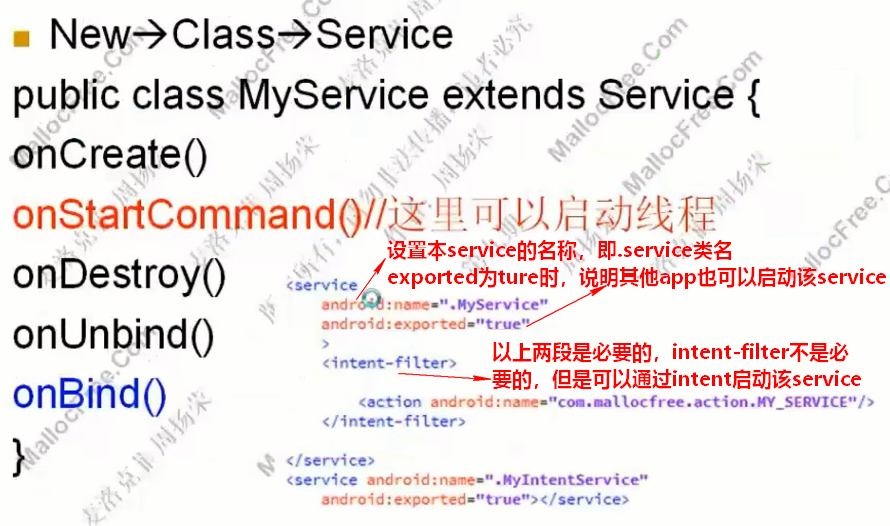 New→Class→Service
public class MyService extends Service {
onCreate()
onStartCommand()//这里可以启动线程
onDestroy()
onUnbind()
onBind()
}
设置本service的名称，即.service类名
exported为ture时，说明其他app也可以启动该service
<service
android:name=".MyService"
android:exported="true"
>
<intent-filter>
以上两段是必要的，intent-filter不是必
要的，但是可以通过intent启动该service
<action android:name="com.mallocfree.action.MY_SERVICE"/>
</intent-filter>
</service>
<service android:name=".MyIntentService"
android:exported="true"></service>
MallocFree.Com
麦洛克菲 周扬荣